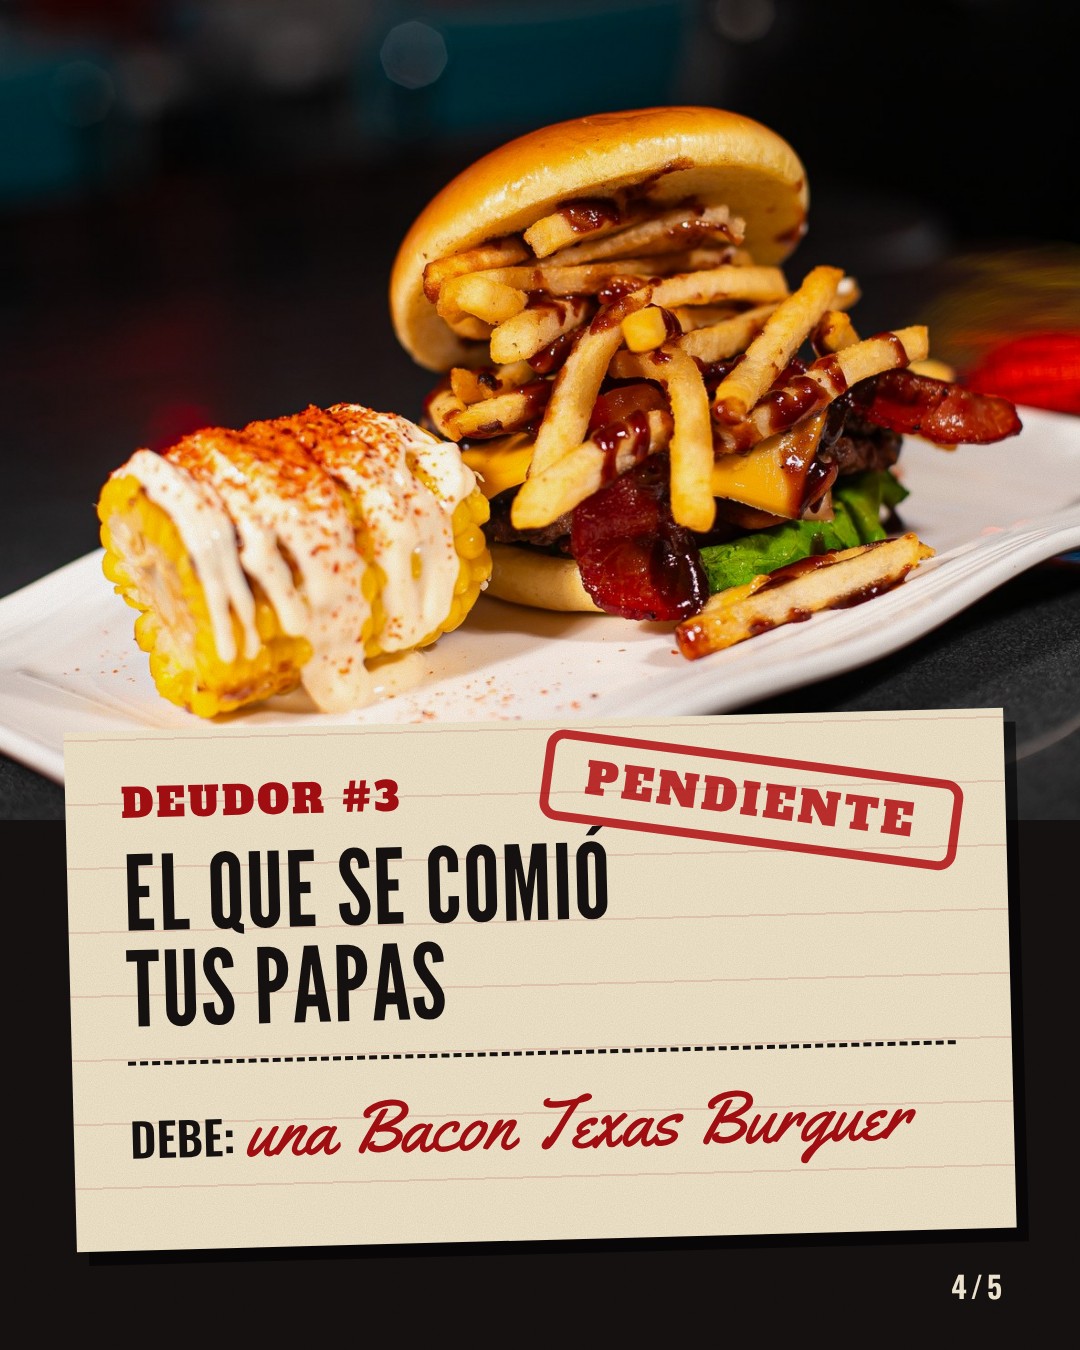 DEUDOR #3
PENDIENTE
EL QUE SE COMIÓ
TUS PAPAS
DEBE: una Bacon Texas Burguer
4/5